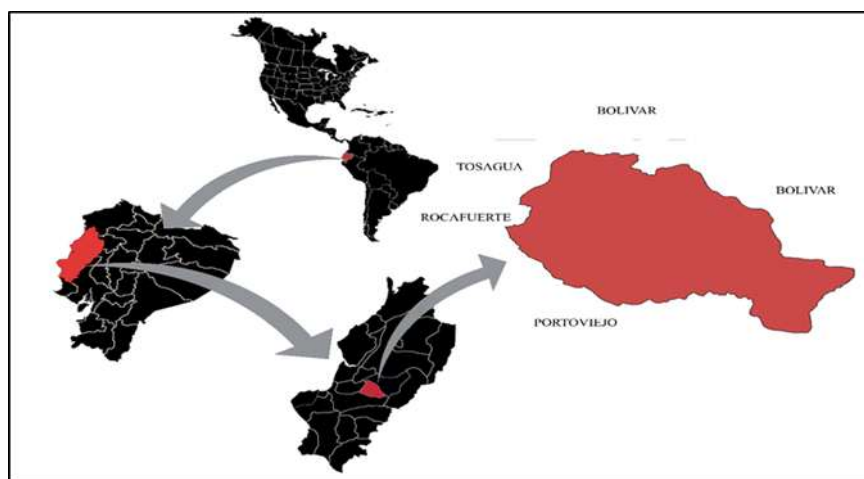 BOLIVAR
TOSAGUA
BOLIVAR
ROCAFUERTE
PORTOVIEJO